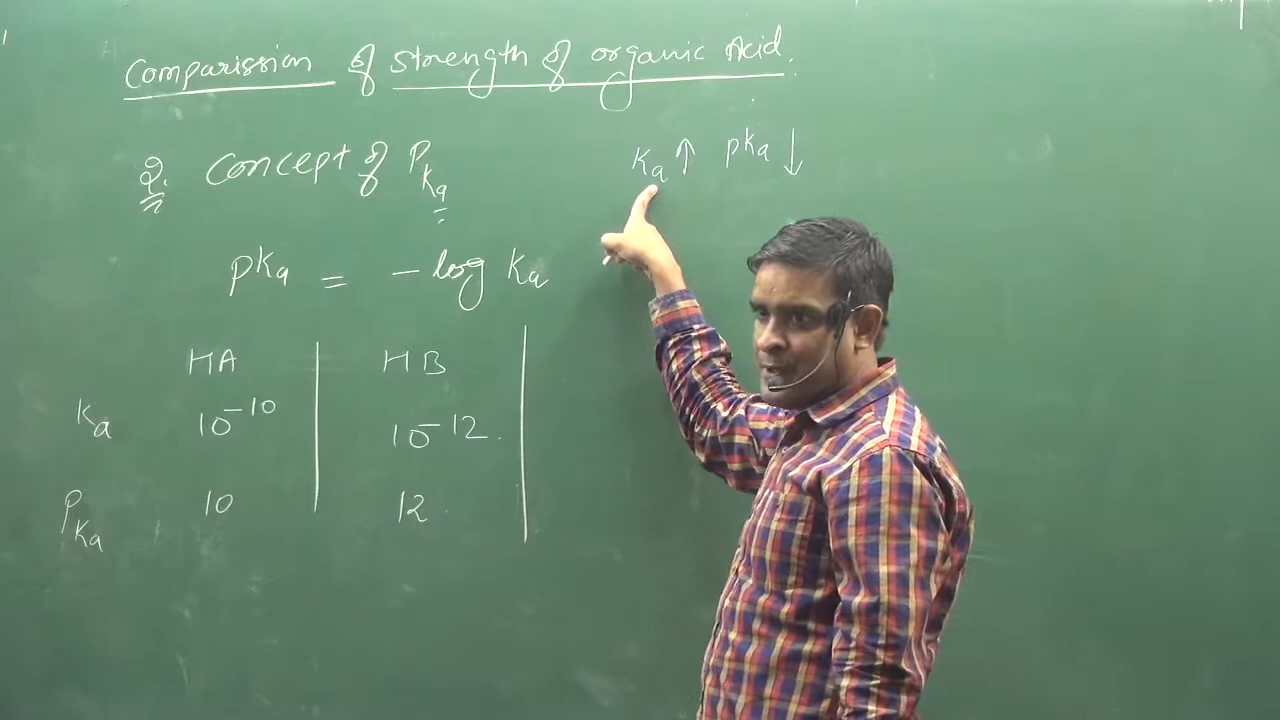 Comparission of strength of organic Acid.
Q. Concept of PKa
Ka ↑ pKa ↓
pKa = - log Ka
HA HB
Ka 10^-10 10^-12.
PKa 10 12.